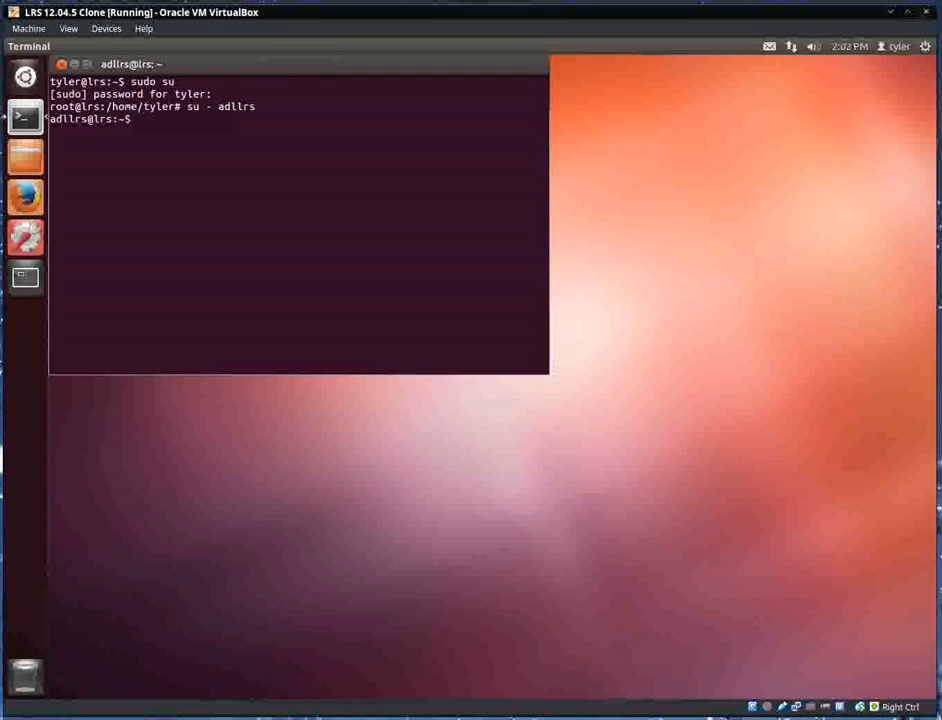 LRS 12.04.5 Clone [Running] - Oracle VM VirtualBox
Machine View Devices Help
Terminal 2:02 PM tyler
adllrs@lrs: ~
tyler@lrs:~$ sudo su
[sudo] password for tyler:
root@lrs:/home/tyler# su - adllrs
adllrs@lrs:~$
Right Ctrl